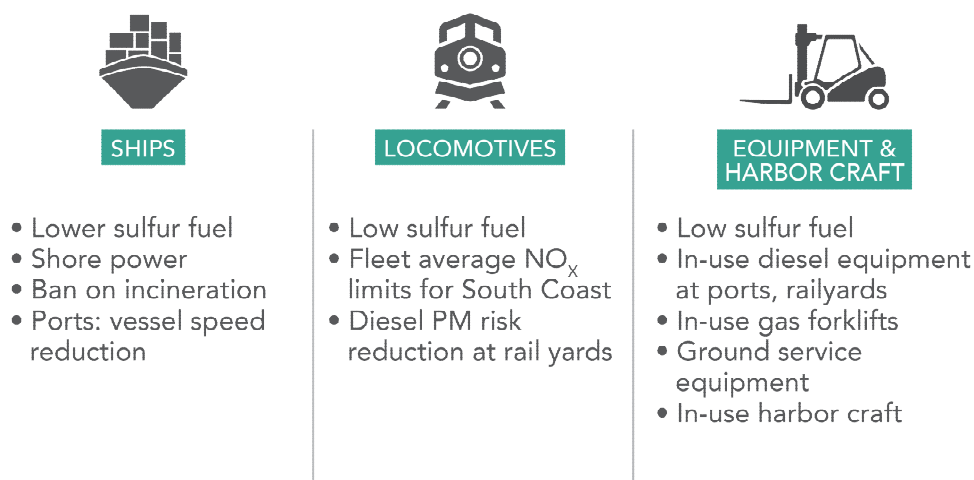 SHIPS
• Lower sulfur fuel
• Shore power
• Ban on incineration
• Ports: vessel speed
reduction
LOCOMOTIVES
• Low sulfur fuel
• Fleet average NOX
limits for South Coast
• Diesel PM risk
reduction at rail yards
EQUIPMENT &
HARBOR CRAFT
• Low sulfur fuel
• In-use diesel equipment
at ports, railyards
• In-use gas forklifts
• Ground service
equipment
• In-use harbor craft